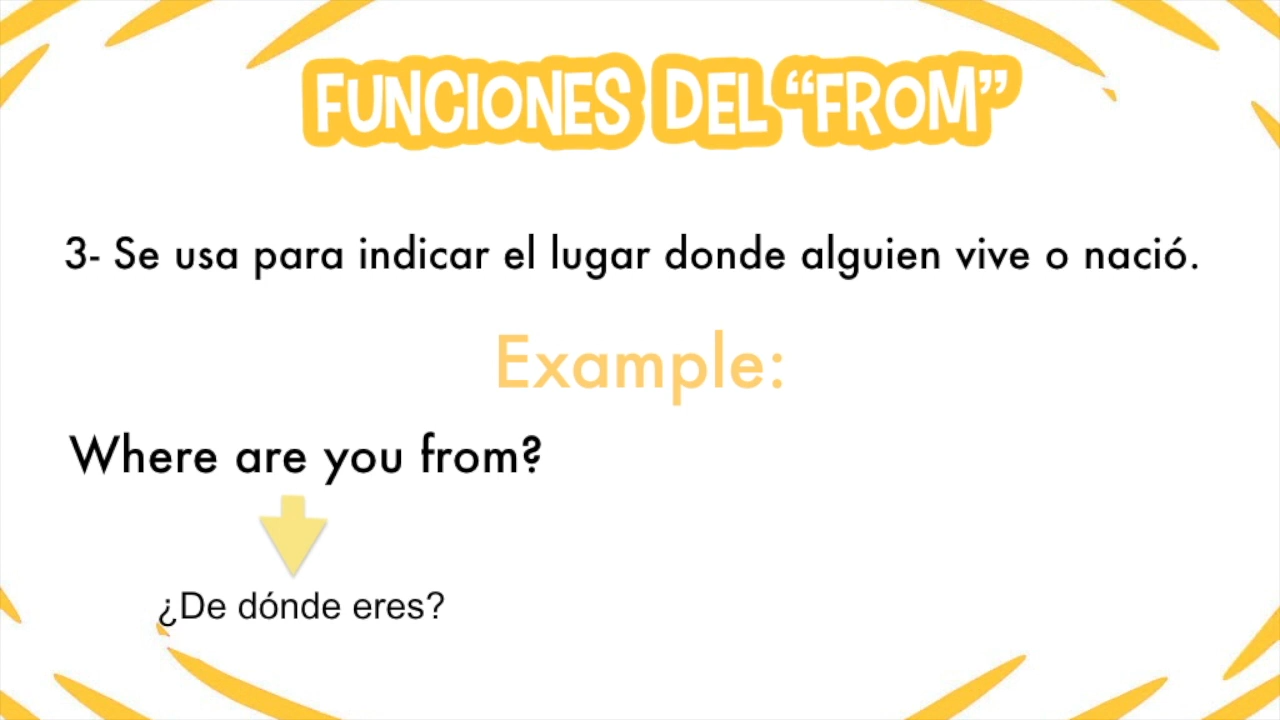 FUNCIONES DEL “FROM”
3- Se usa para indicar el lugar donde alguien vive o nació.
Example:
Where are you from?
¿De dónde eres?